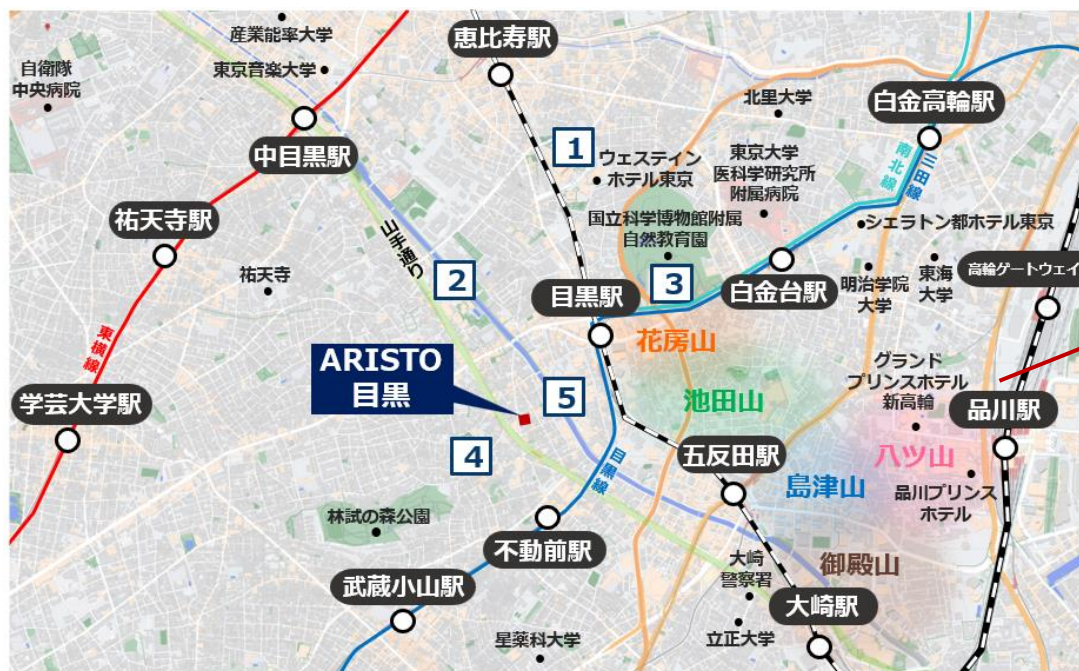 産業能率大学
東京音楽大学
恵比寿駅
自衛隊
中央病院
北里大学
白金高輪駅
中目黒駅
1
ウェスティン
ホテル東京
東京大学
医科学研究所
附属病院
南北線
三田線
祐天寺駅
山手通り
国立科学博物館附属
自然教育園
シェラトン都ホテル東京
祐天寺
2
目黒駅
3
白金台駅
明治学院
大学
東海
大学
高輪ゲートウェイ
東横線
花房山
ARISTO
目黒
グランド
プリンスホテル
新高輪
学芸大学駅
5
池田山
品川駅
4
目黒線
五反田駅
島津山
八ツ山
品川プリンス
ホテル
林試の森公園
不動前駅
大崎
警察署
御殿山
武蔵小山駅
大崎駅
星薬科大学
立正大学